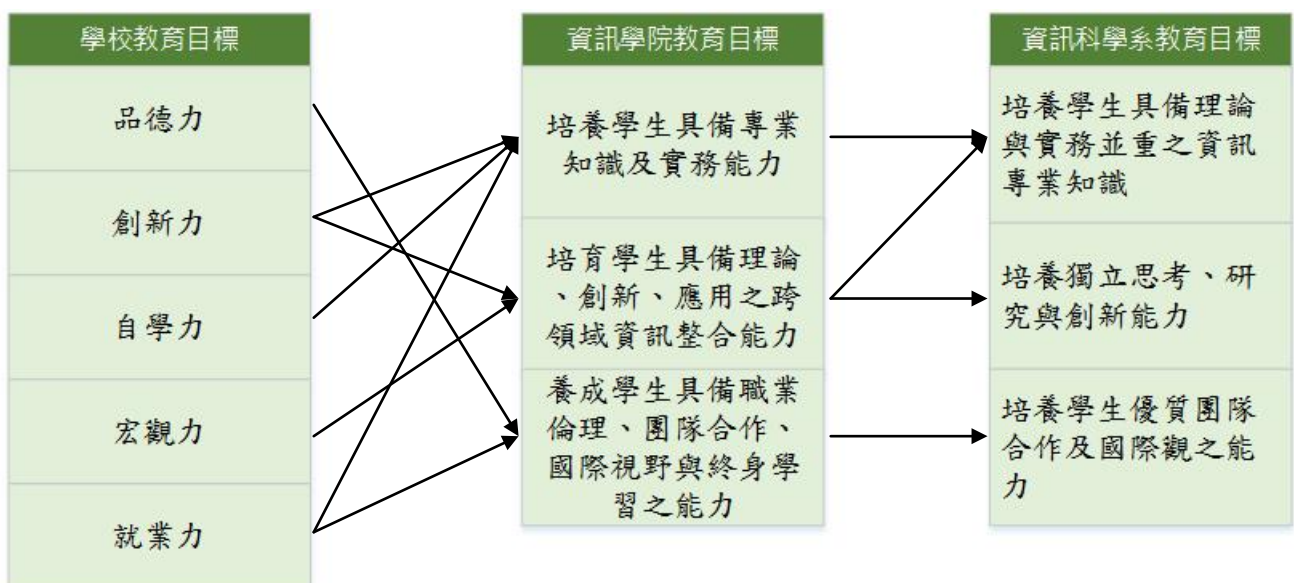 學校教育目標
品德力
創新力
自學力
宏觀力
就業力
資訊學院教育目標
培養學生具備專業
知識及實務能力
培育學生具備理論
、創新、應用之跨
領域資訊整合能力
養成學生具備職業
倫理、團隊合作、
國際視野與終身學
習之能力
資訊科學系教育目標
培養學生具備理論
與實務並重之資訊
專業知識
培養獨立思考、研
究與創新能力
培養學生優質團隊
合作及國際觀之能
力